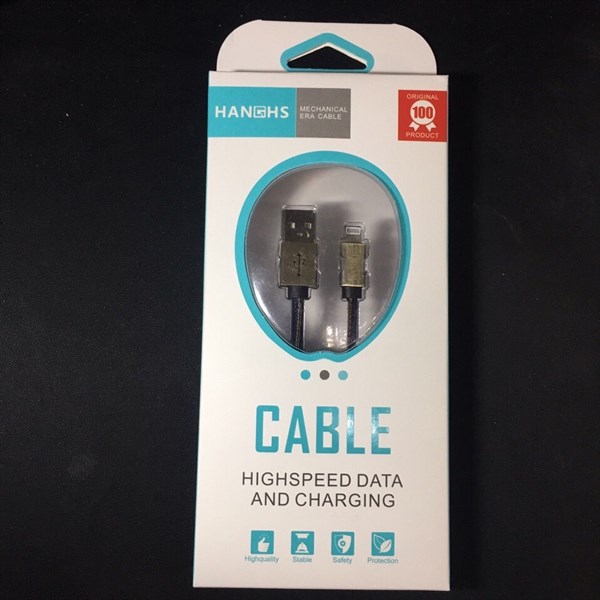 HANGHS
MECHANICAL
ERA CABLE
ORIGINAL
100
PRODUCT
CABLE
HIGHSPEED DATA
AND CHARGING
Highquality Stable Safety Protection